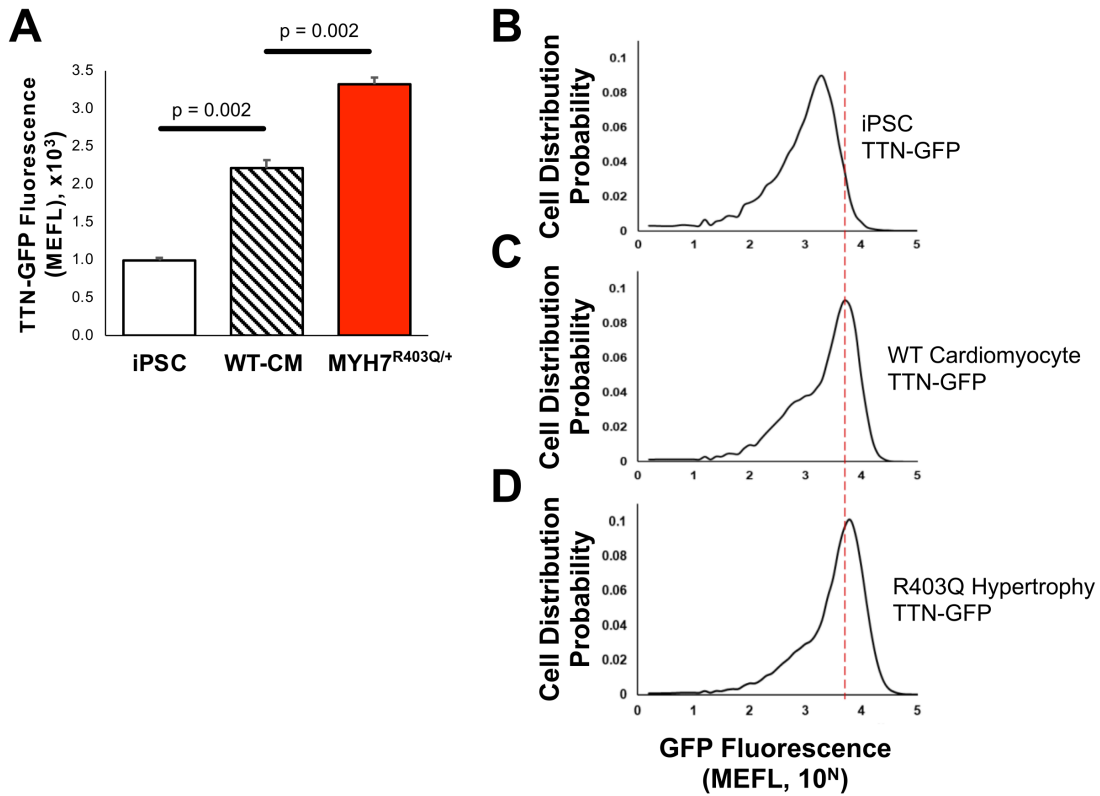 A
TTN-GFP Fluorescence
(MEFL), x10³)
3.5
3.0
2.5
2.0
1.5
1.0
0.5
0.0
p = 0.002
p = 0.002
iPSC
WT-CM
MYH7R403Q/+
B
Cell Distribution
Probability
0.1
0.08
0.06
0.04
0.02
0
0 1 2 3 4 5
iPSC
TTN-GFP
C
Cell Distribution
Probability
0.1
0.08
0.06
0.04
0.02
0
0 1 2 3 4 5
WT Cardiomyocyte
TTN-GFP
D
Cell Distribution
Probability
0.1
0.08
0.06
0.04
0.02
0
0 1 2 3 4 5
R403Q Hypertrophy
TTN-GFP
GFP Fluorescence
(MEFL, 10ᴺ)